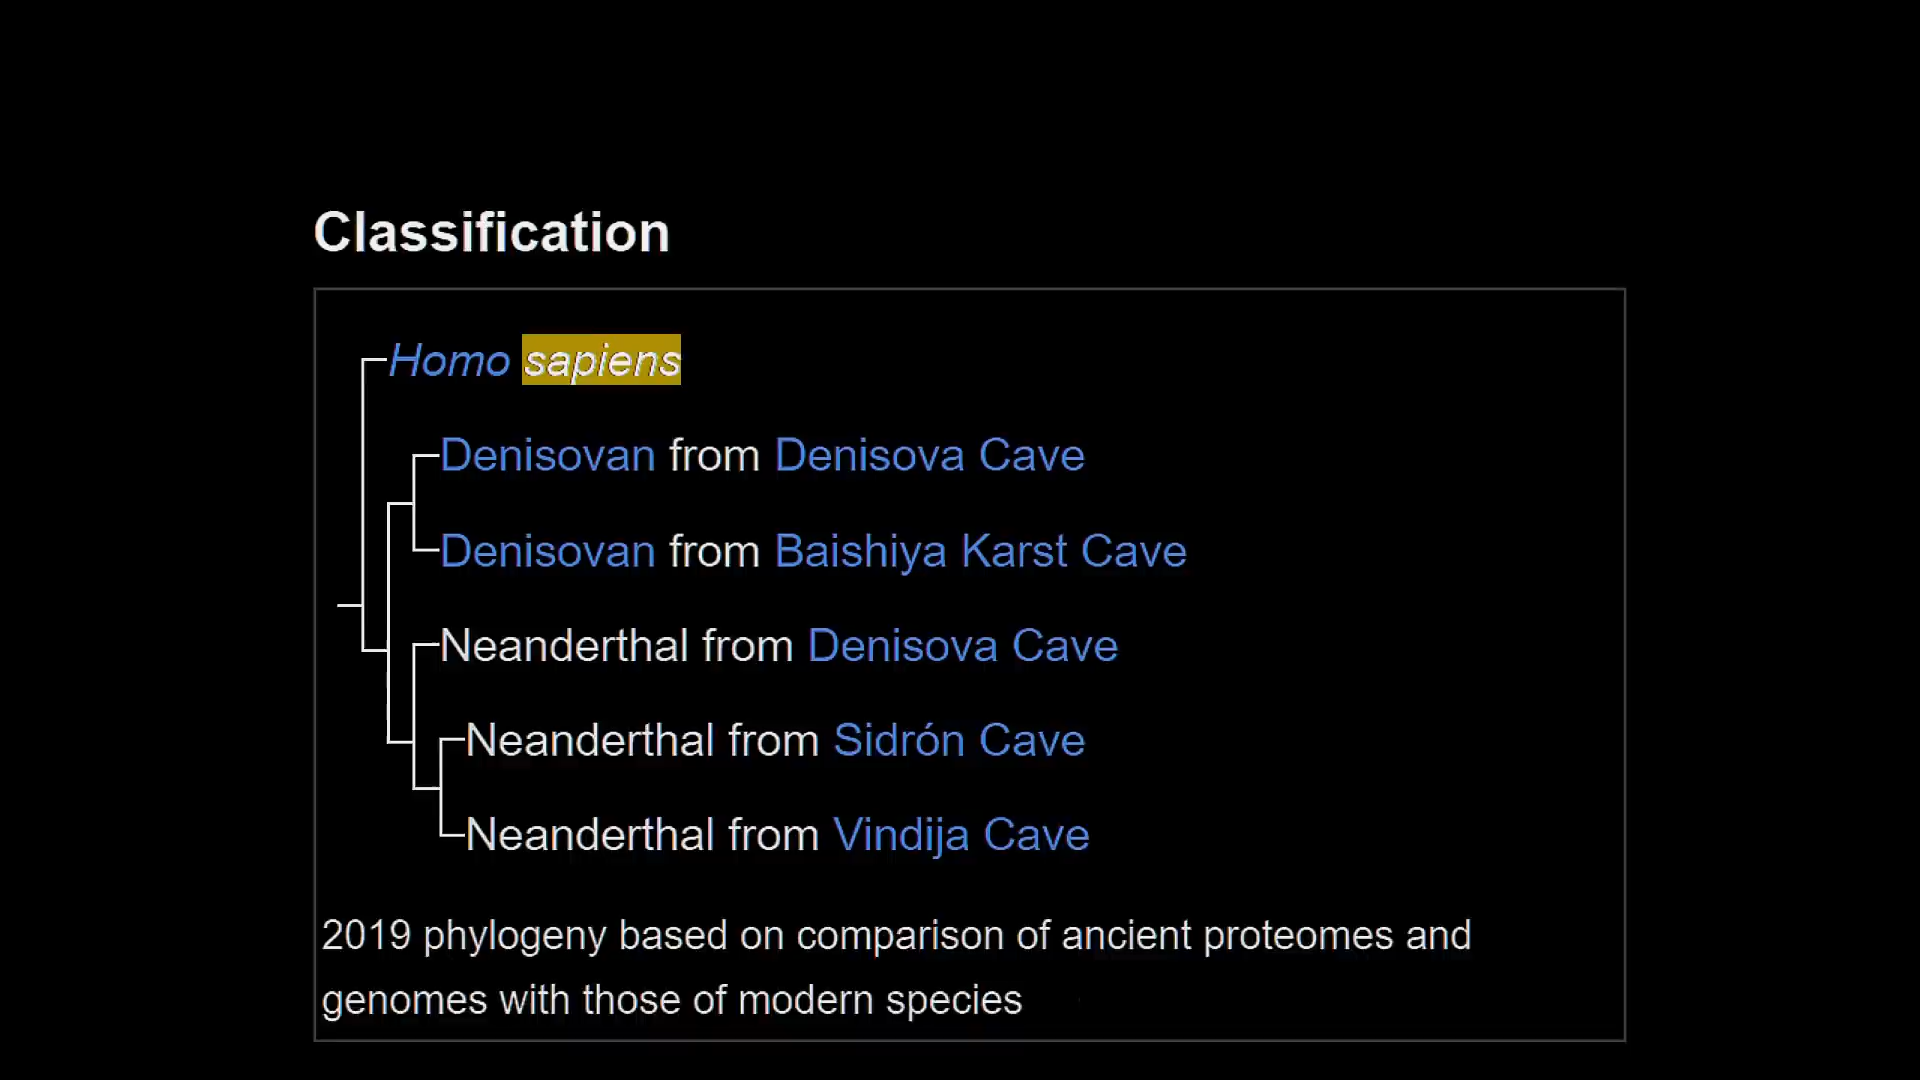 Classification
Homo sapiens
Denisovan from Denisova Cave
Denisovan from Baishiya Karst Cave
Neanderthal from Denisova Cave
Neanderthal from Sidrón Cave
Neanderthal from Vindija Cave
2019 phylogeny based on comparison of ancient proteomes and
genomes with those of modern species